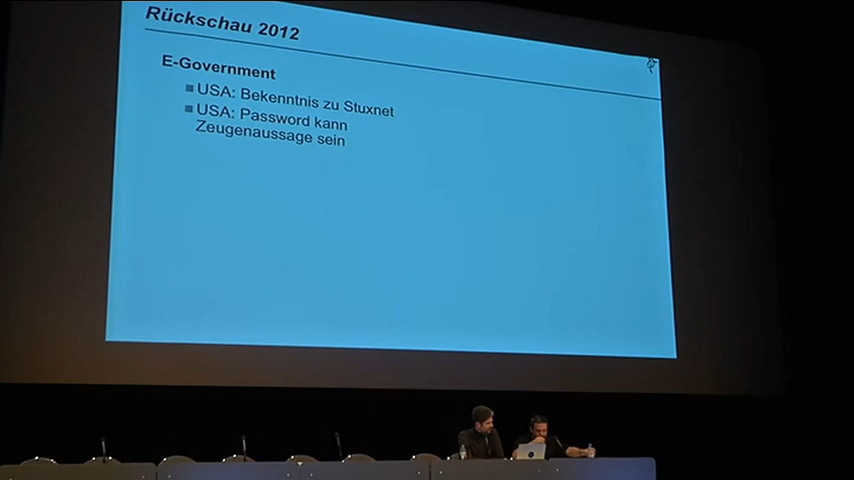 Rückschau 2012
E-Government
USA: Bekenntnis zu Stuxnet
USA: Password kann
Zeugenaussage sein